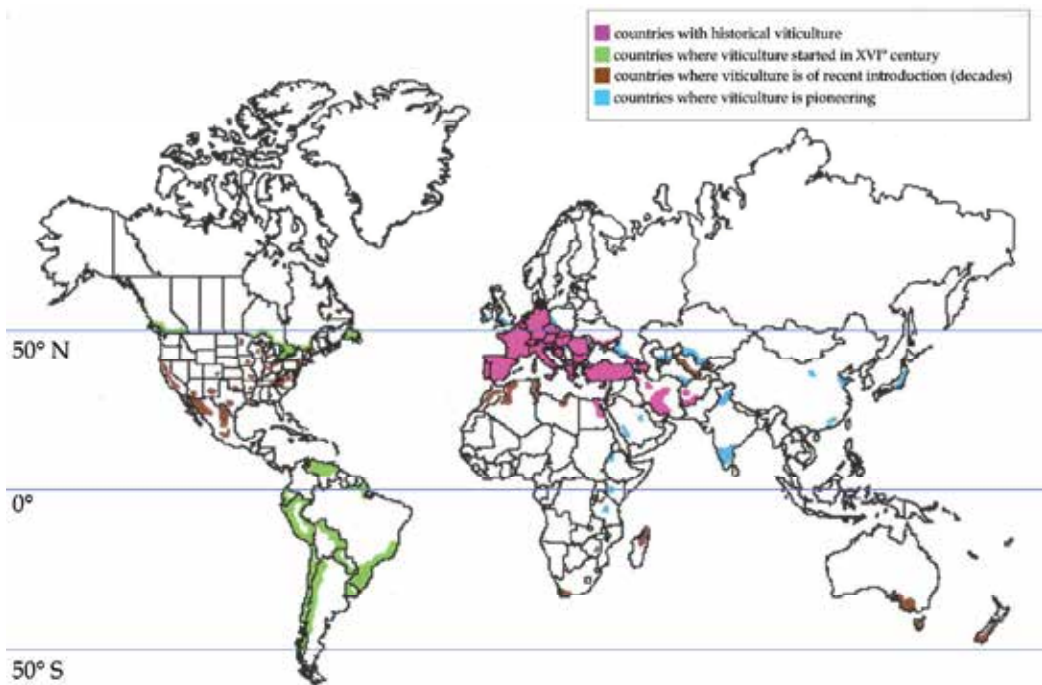 countries with historical viticulture
countries where viticulture started in XVI° century
countries where viticulture is of recent introduction (decades)
countries where viticulture is pioneering
50° N
0°
50° S